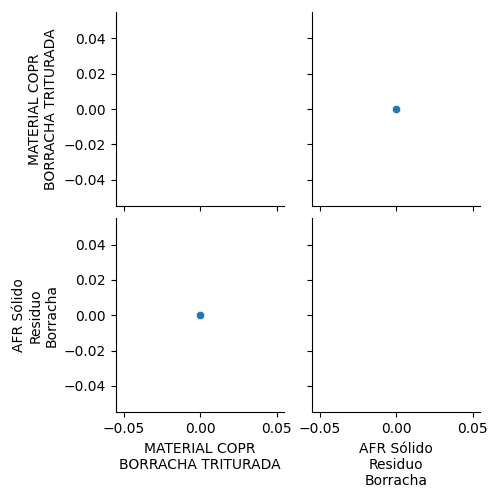 MATERIAL COPR
BORRACHA TRITURADA
0.04
0.02
0.00
−0.02
−0.04
AFR Sólido
Residuo
Borracha
0.04
0.02
0.00
−0.02
−0.04
−0.05 0.00 0.05
MATERIAL COPR
BORRACHA TRITURADA
−0.05 0.00 0.05
AFR Sólido
Residuo
Borracha